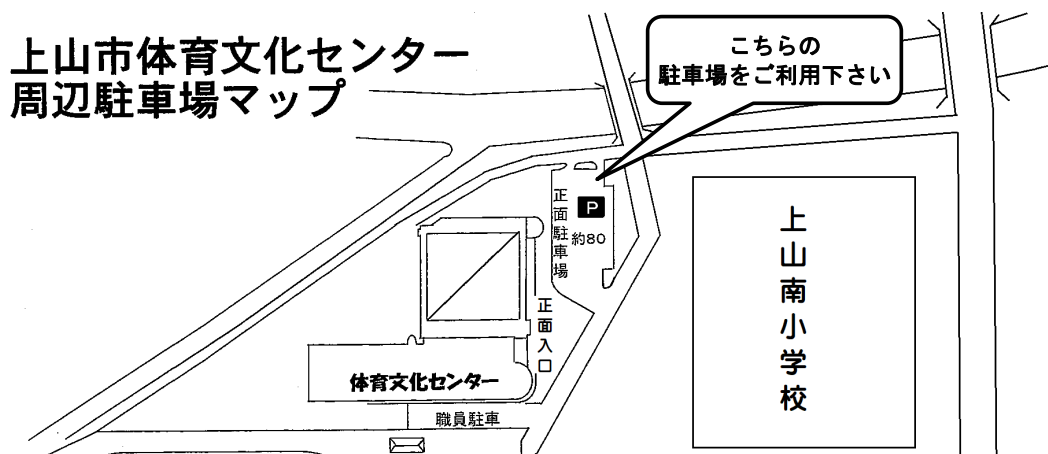 上山市体育文化センター
周辺駐車場マップ
こちらの
駐車場をご利用下さい
正面駐車場
P
約80
正面入口
体育文化センター
職員駐車
上山南小学校